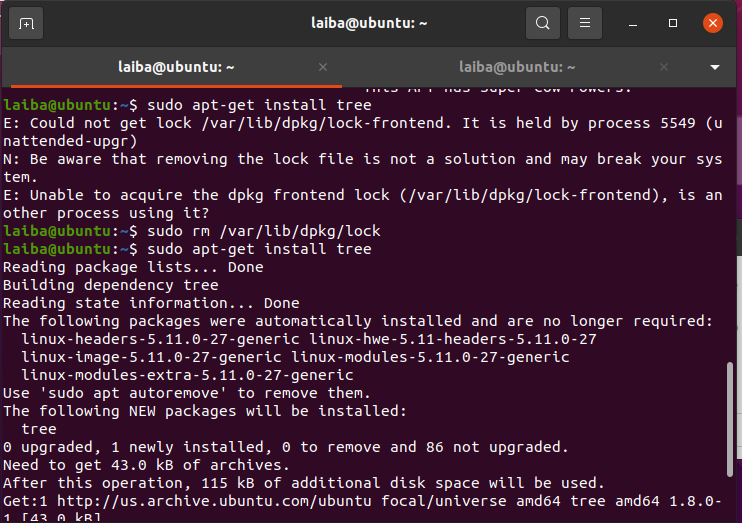 laiba@ubuntu: ~
laiba@ubuntu: ~
laiba@ubuntu: ~
This APT has Super Cow Powers.
laiba@ubuntu:~$ sudo apt-get install tree
E: Could not get lock /var/lib/dpkg/lock-frontend. It is held by process 5549 (u
nattended-upgr)
N: Be aware that removing the lock file is not a solution and may break your sys
tem.
E: Unable to acquire the dpkg frontend lock (/var/lib/dpkg/lock-frontend), is an
other process using it?
laiba@ubuntu:~$ sudo rm /var/lib/dpkg/lock
laiba@ubuntu:~$ sudo apt-get install tree
Reading package lists... Done
Building dependency tree
Reading state information... Done
The following packages were automatically installed and are no longer required:
  linux-headers-5.11.0-27-generic linux-hwe-5.11-headers-5.11.0-27
  linux-image-5.11.0-27-generic linux-modules-5.11.0-27-generic
  linux-modules-extra-5.11.0-27-generic
Use 'sudo apt autoremove' to remove them.
The following NEW packages will be installed:
  tree
0 upgraded, 1 newly installed, 0 to remove and 86 not upgraded.
Need to get 43.0 kB of archives.
After this operation, 115 kB of additional disk space will be used.
Get:1 http://us.archive.ubuntu.com/ubuntu focal/universe amd64 tree amd64 1.8.0-
1 [43.0 kB]